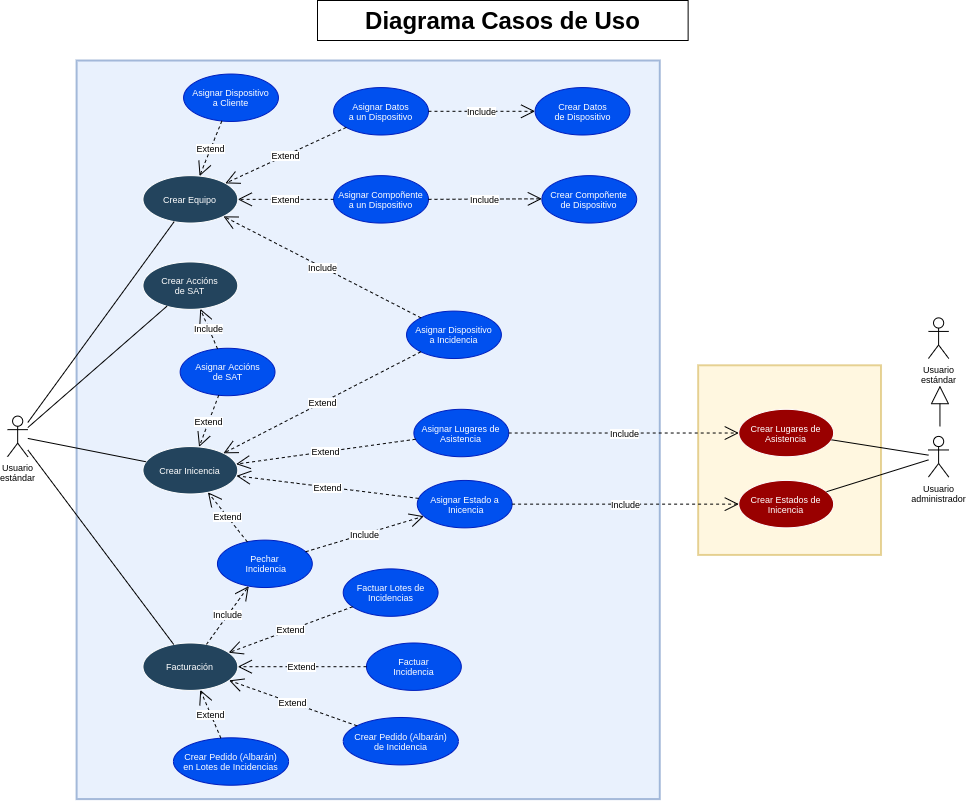 Diagrama Casos de Uso
Asignar Dispositivo
a Cliente
Asignar Datos
a un Dispositivo
Include
Crear Datos
de Dispositivo
Extend
Extend
Crear Equipo
Extend
Asignar Compoñente
a un Dispositivo
Include
Crear Compoñente
de Dispositivo
Include
Crear Accións
de SAT
Include
Asignar Dispositivo
a Incidencia
Asignar Accións
de SAT
Extend
Extend
Usuario
estándar
Usuario
estándar
Asignar Lugares de
Asistencia
Include
Crear Lugares de
Asistencia
Extend
Crear Inicencia
Extend
Asignar Estado a
Inicencia
Include
Crear Estados de
Inicencia
Usuario
administrador
Extend
Include
Pechar
Incidencia
Include
Factuar Lotes de
Incidencias
Extend
Facturación
Extend
Factuar
Incidencia
Extend
Extend
Crear Pedido (Albarán)
de Incidencia
Crear Pedido (Albarán)
en Lotes de Incidencias